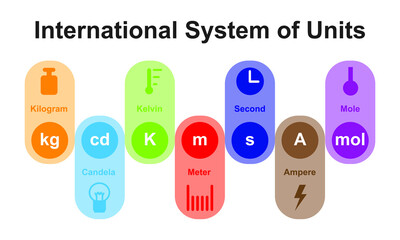 International System of Units
Kilogram
kg
cd
Candela
Kelvin
K
m
Meter
Second
s
A
Ampere
Mole
mol